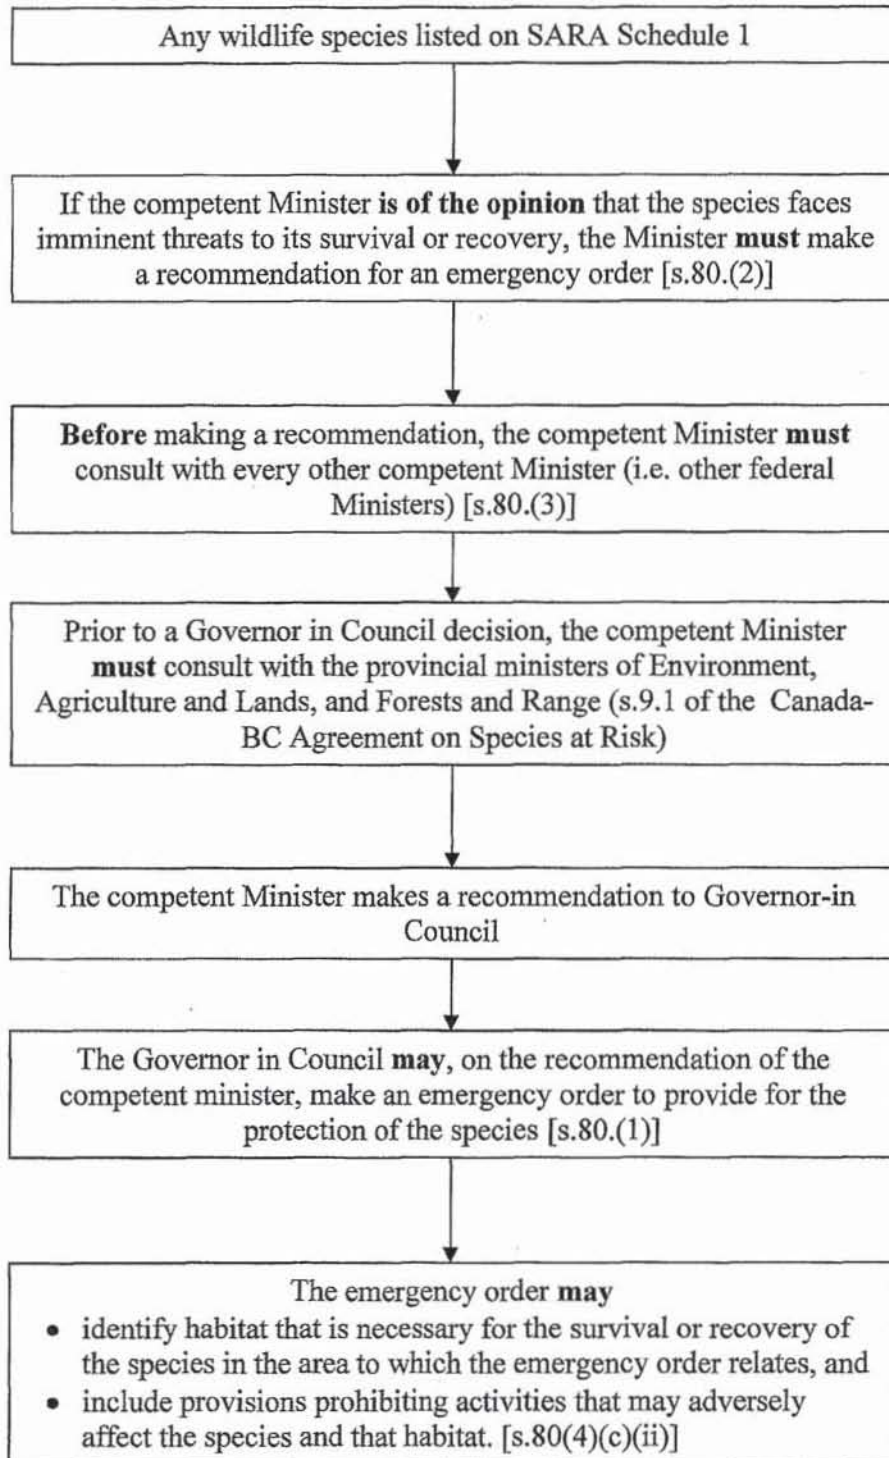 Any wildlife species listed on SARA Schedule 1
If the competent Minister is of the opinion that the species faces
imminent threats to its survival or recovery, the Minister must make
a recommendation for an emergency order [s.80.(2)]
Before making a recommendation, the competent Minister must
consult with every other competent Minister (i.e. other federal
Ministers) [s.80.(3)]
Prior to a Governor in Council decision, the competent Minister
must consult with the provincial ministers of Environment,
Agriculture and Lands, and Forests and Range (s.9.1 of the Canada-
BC Agreement on Species at Risk)
The competent Minister makes a recommendation to Governor-in
Council
The Governor in Council may, on the recommendation of the
competent minister, make an emergency order to provide for the
protection of the species [s.80.(1)]
The emergency order may
• identify habitat that is necessary for the survival or recovery of
the species in the area to which the emergency order relates, and
• include provisions prohibiting activities that may adversely
affect the species and that habitat. [s.80(4)(c)(ii)]